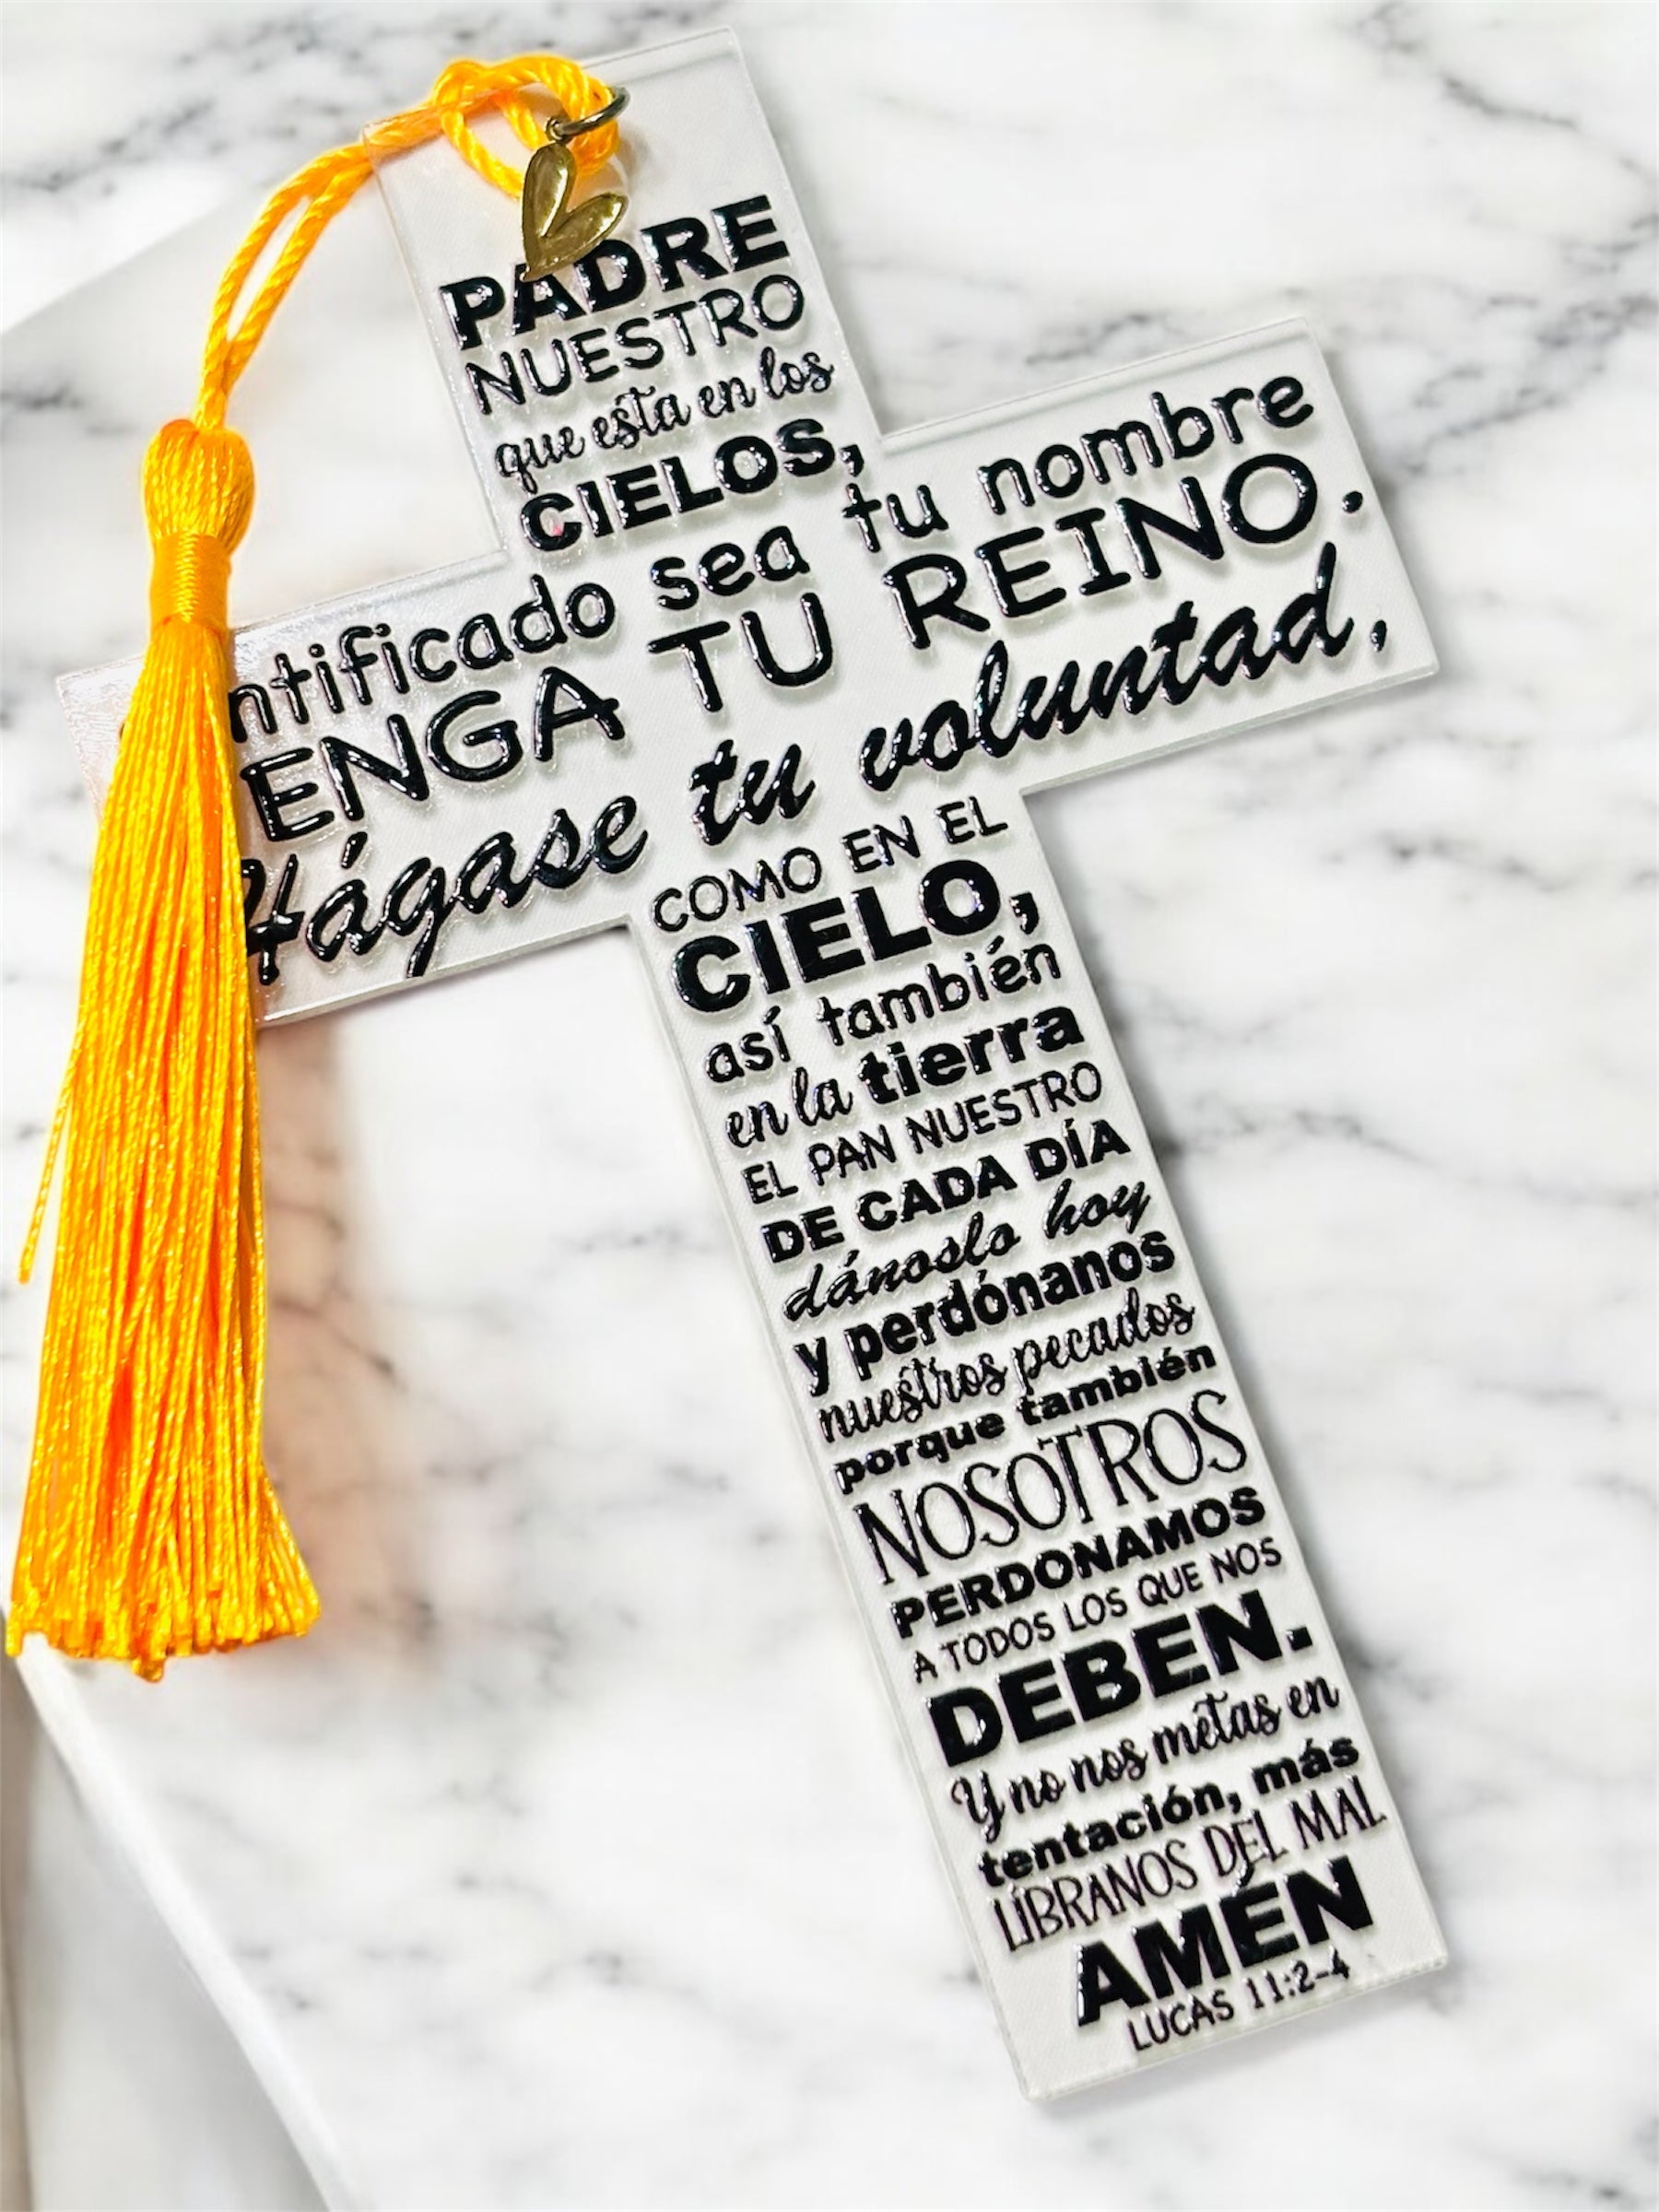 PADRE
NUESTRO
que esta en los
CIELOS,
ntificado sea tu nombre
ENGA TU REINO.
Hágase tu voluntad,
COMO EN EL
CIELO,
así también
en la tierra
EL PAN NUESTRO
DE CADA DÍA
dánoslo hoy
y perdónanos
nuestros pecados
porque también
NOSOTROS
PERDONAMOS
A TODOS LOS QUE NOS
DEBEN.
Y no nos metas en
tentación, más
LÍBRANOS DEL MAL
AMÉN
LUCAS 11:2-4